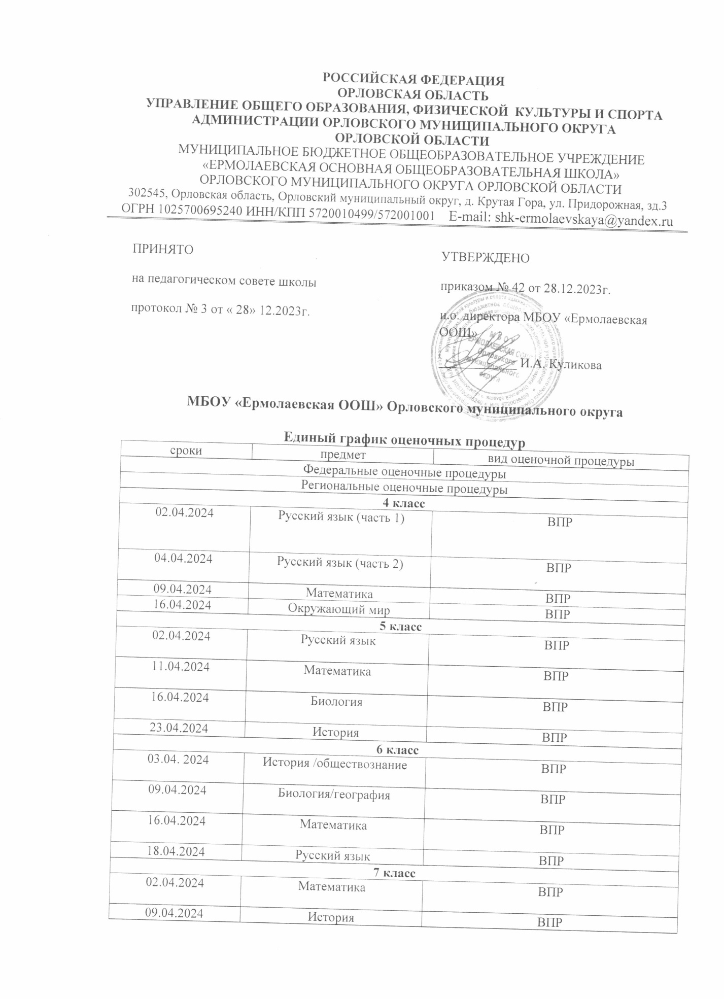 РОССИЙСКАЯ ФЕДЕРАЦИЯ
ОРЛОВСКАЯ ОБЛАСТЬ
УПРАВЛЕНИЕ ОБЩЕГО ОБРАЗОВАНИЯ, ФИЗИЧЕСКОЙ КУЛЬТУРЫ И СПОРТА
АДМИНИСТРАЦИИ ОРЛОВСКОГО МУНИЦИПАЛЬНОГО ОКРУГА
ОРЛОВСКОЙ ОБЛАСТИ
МУНИЦИПАЛЬНОЕ БЮДЖЕТНОЕ ОБЩЕОБРАЗОВАТЕЛЬНОЕ УЧРЕЖДЕНИЕ
«ЕРМОЛАЕВСКАЯ ОСНОВНАЯ ОБЩЕОБРАЗОВАТЕЛЬНАЯ ШКОЛА»
ОРЛОВСКОГО МУНИЦИПАЛЬНОГО ОКРУГА ОРЛОВСКОЙ ОБЛАСТИ
302545, Орловская область, Орловский муниципальный округ, д. Крутая Гора, ул. Придорожная, зд.3
ОГРН 1025700695240 ИНН/КПП 5720010499/572001001 E-mail: shk-ermolaevskaya@yandex.ru
ПРИНЯТО
на педагогическом совете школы
протокол № 3 от « 28» 12.2023г.
УТВЕРЖДЕНО
приказом № 42 от 28.12.2023г.
и.о. директора МБОУ «Ермолаевская
ООШ»
____________ И.А. Куликова
МБОУ
ЕРМОЛАЕВСКАЯ
Орловского
муниципального
округа
МБОУ «Ермолаевская ООШ» Орловского муниципального округа
Единый график оценочных процедур
сроки предмет вид оценочной процедуры
Федеральные оценочные процедуры
Региональные оценочные процедуры
4 класс
02.04.2024 Русский язык (часть 1) ВПР
04.04.2024 Русский язык (часть 2) ВПР
09.04.2024 Математика ВПР
16.04.2024 Окружающий мир ВПР
5 класс
02.04.2024 Русский язык ВПР
11.04.2024 Математика ВПР
16.04.2024 Биология ВПР
23.04.2024 История ВПР
6 класс
03.04. 2024 История /обществознание ВПР
09.04.2024 Биология/география ВПР
16.04.2024 Математика ВПР
18.04.2024 Русский язык ВПР
7 класс
02.04.2024 Математика ВПР
09.04.2024 История ВПР